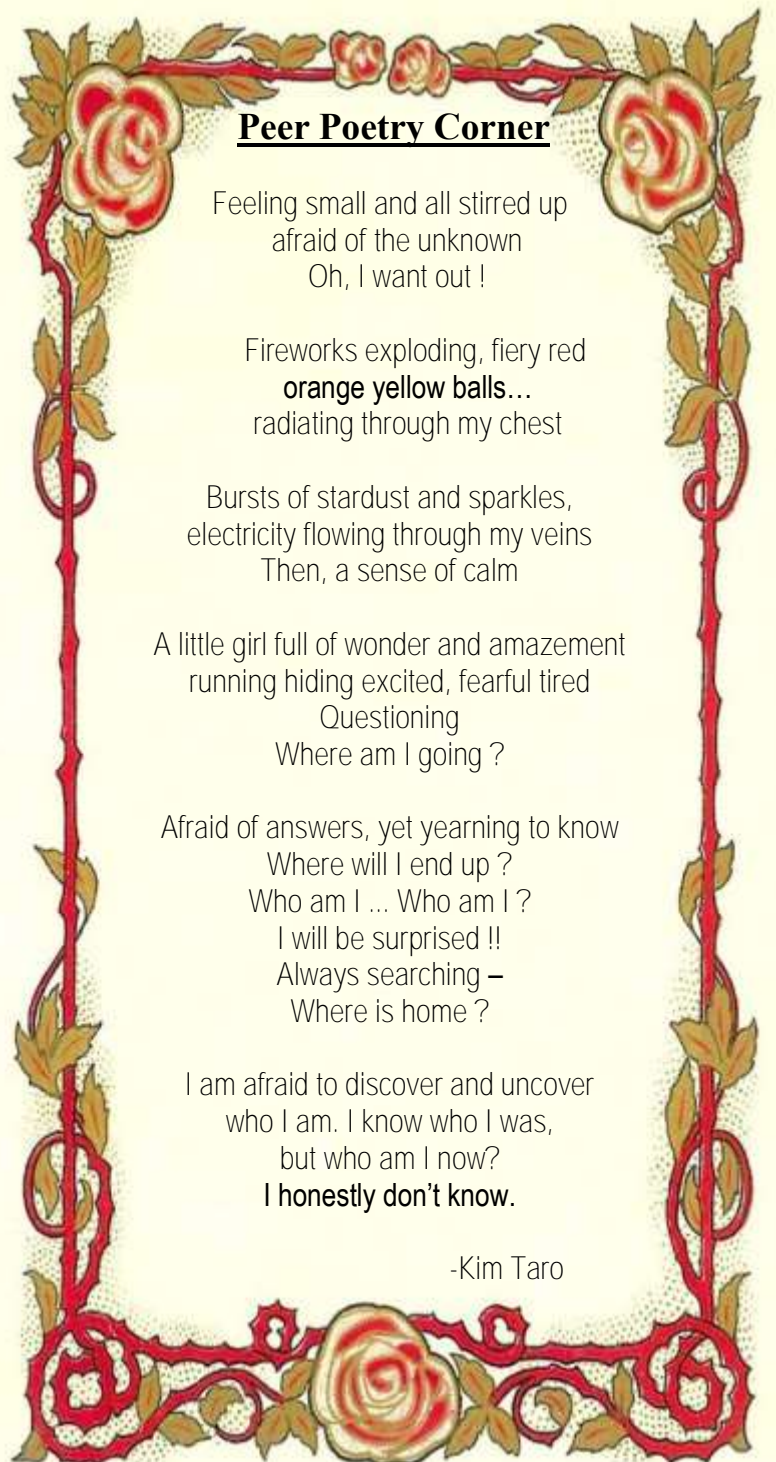 Peer Poetry Corner
Feeling small and all stirred up
afraid of the unknown
Oh, I want out !
Fireworks exploding, fiery red
orange yellow balls…
radiating through my chest
Bursts of stardust and sparkles,
electricity flowing through my veins
Then, a sense of calm
A little girl full of wonder and amazement
running hiding excited, fearful tired
Questioning
Where am I going ?
Afraid of answers, yet yearning to know
Where will I end up ?
Who am I ... Who am I ?
I will be surprised !!
Always searching –
Where is home ?
I am afraid to discover and uncover
who I am. I know who I was,
but who am I now?
I honestly don’t know.
-Kim Taro